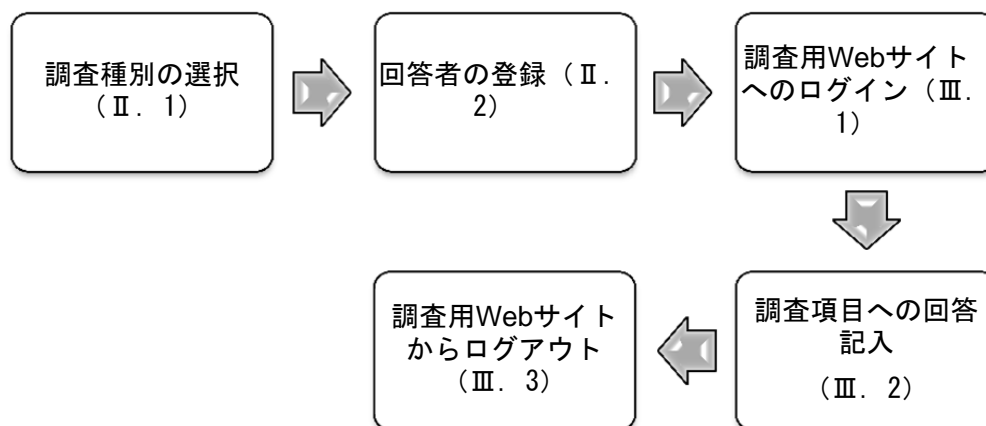 調査種別の選択
（Ⅱ．1）
回答者の登録（Ⅱ．
2）
調査用Webサイト
へのログイン（Ⅲ．
1）
調査項目への回答
記入
（Ⅲ．2）
調査用Webサイト
からログアウト
（Ⅲ．3）